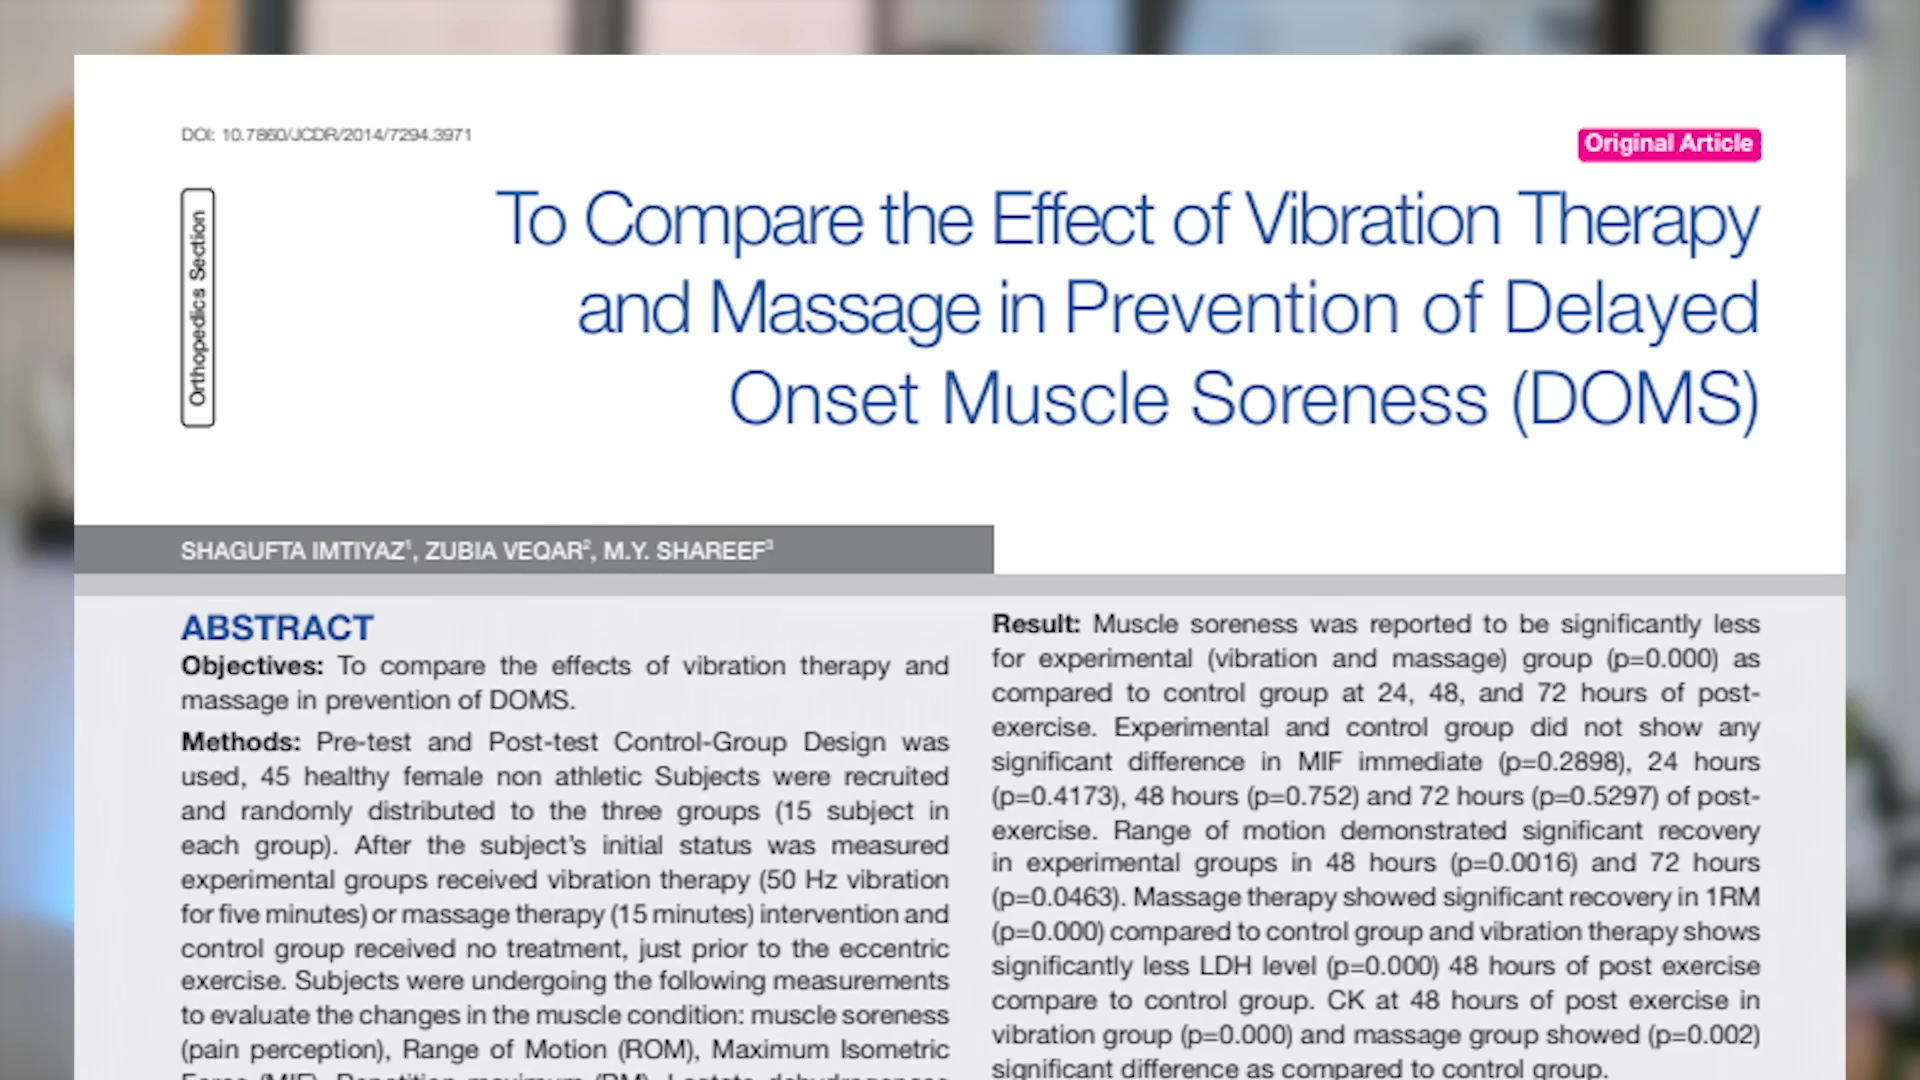 DOI: 10.7860/JCDR/2014/7294.3971
Original Article
Orthopedics Section
To Compare the Effect of Vibration Therapy
and Massage in Prevention of Delayed
Onset Muscle Soreness (DOMS)
SHAGUFTA IMTIYAZ1, ZUBIA VEQAR2, M.Y. SHAREEF3
ABSTRACT
Objectives: To compare the effects of vibration therapy and
massage in prevention of DOMS.
Methods: Pre-test and Post-test Control-Group Design was
used, 45 healthy female non athletic Subjects were recruited
and randomly distributed to the three groups (15 subject in
each group). After the subject's initial status was measured
experimental groups received vibration therapy (50 Hz vibration
for five minutes) or massage therapy (15 minutes) intervention and
control group received no treatment, just prior to the eccentric
exercise. Subjects were undergoing the following measurements
to evaluate the changes in the muscle condition: muscle soreness
(pain perception), Range of Motion (ROM), Maximum Isometric
Result: Muscle soreness was reported to be significantly less
for experimental (vibration and massage) group (p=0.000) as
compared to control group at 24, 48, and 72 hours of post-
exercise. Experimental and control group did not show any
significant difference in MIF immediate (p=0.2898), 24 hours
(p=0.4173), 48 hours (p=0.752) and 72 hours (p=0.5297) of post-
exercise. Range of motion demonstrated significant recovery
in experimental groups in 48 hours (p=0.0016) and 72 hours
(p=0.0463). Massage therapy showed significant recovery in 1RM
(p=0.000) compared to control group and vibration therapy shows
significantly less LDH level (p=0.000) 48 hours of post exercise
compare to control group. CK at 48 hours of post exercise in
vibration group (p=0.000) and massage group showed (p=0.002)
significant difference as compared to control group.